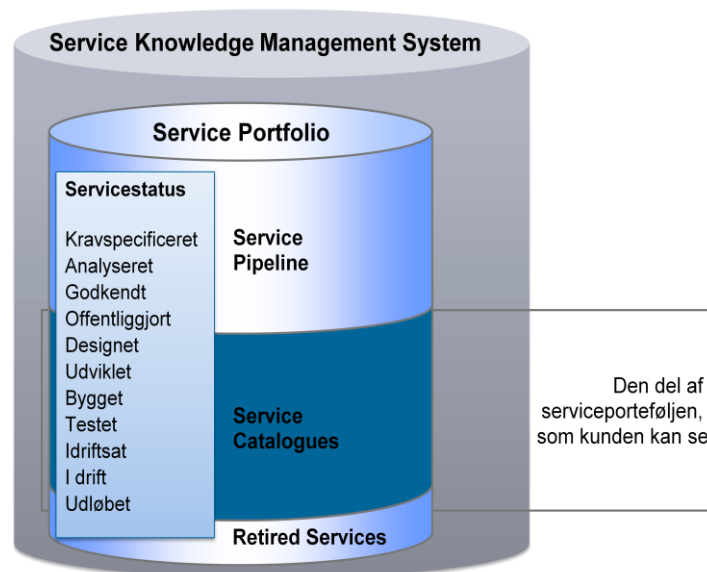 Service Knowledge Management System
Service Portfolio
Servicestatus
Kravspecificeret
Analyseret
Godkendt
Offentliggjort
Designet
Udviklet
Bygget
Testet
Idriftsat
I drift
Udløbet
Service
Pipeline
Service
Catalogues
Retired Services
Den del af
serviceporteføljen,
som kunden kan se